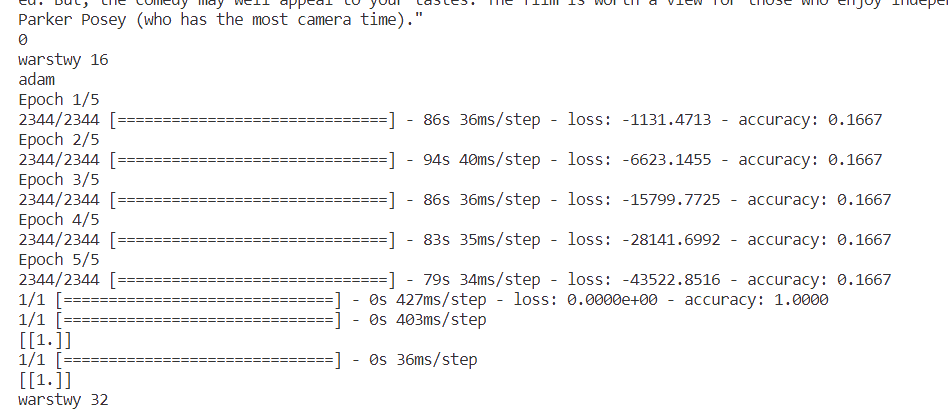 ed. But, the comedy may well appeal to your tastes. The film is worth a view for those who enjoy indepe
Parker Posey (who has the most camera time)."
0
warstwy 16
adam
Epoch 1/5
2344/2344 [==============================] - 86s 36ms/step - loss: -1131.4713 - accuracy: 0.1667
Epoch 2/5
2344/2344 [==============================] - 94s 40ms/step - loss: -6623.1455 - accuracy: 0.1667
Epoch 3/5
2344/2344 [==============================] - 86s 36ms/step - loss: -15799.7725 - accuracy: 0.1667
Epoch 4/5
2344/2344 [==============================] - 83s 35ms/step - loss: -28141.6992 - accuracy: 0.1667
Epoch 5/5
2344/2344 [==============================] - 79s 34ms/step - loss: -43522.8516 - accuracy: 0.1667
1/1 [==============================] - 0s 427ms/step - loss: 0.0000e+00 - accuracy: 1.0000
1/1 [==============================] - 0s 403ms/step
[[1.]]
1/1 [==============================] - 0s 36ms/step
[[1.]]
warstwy 32